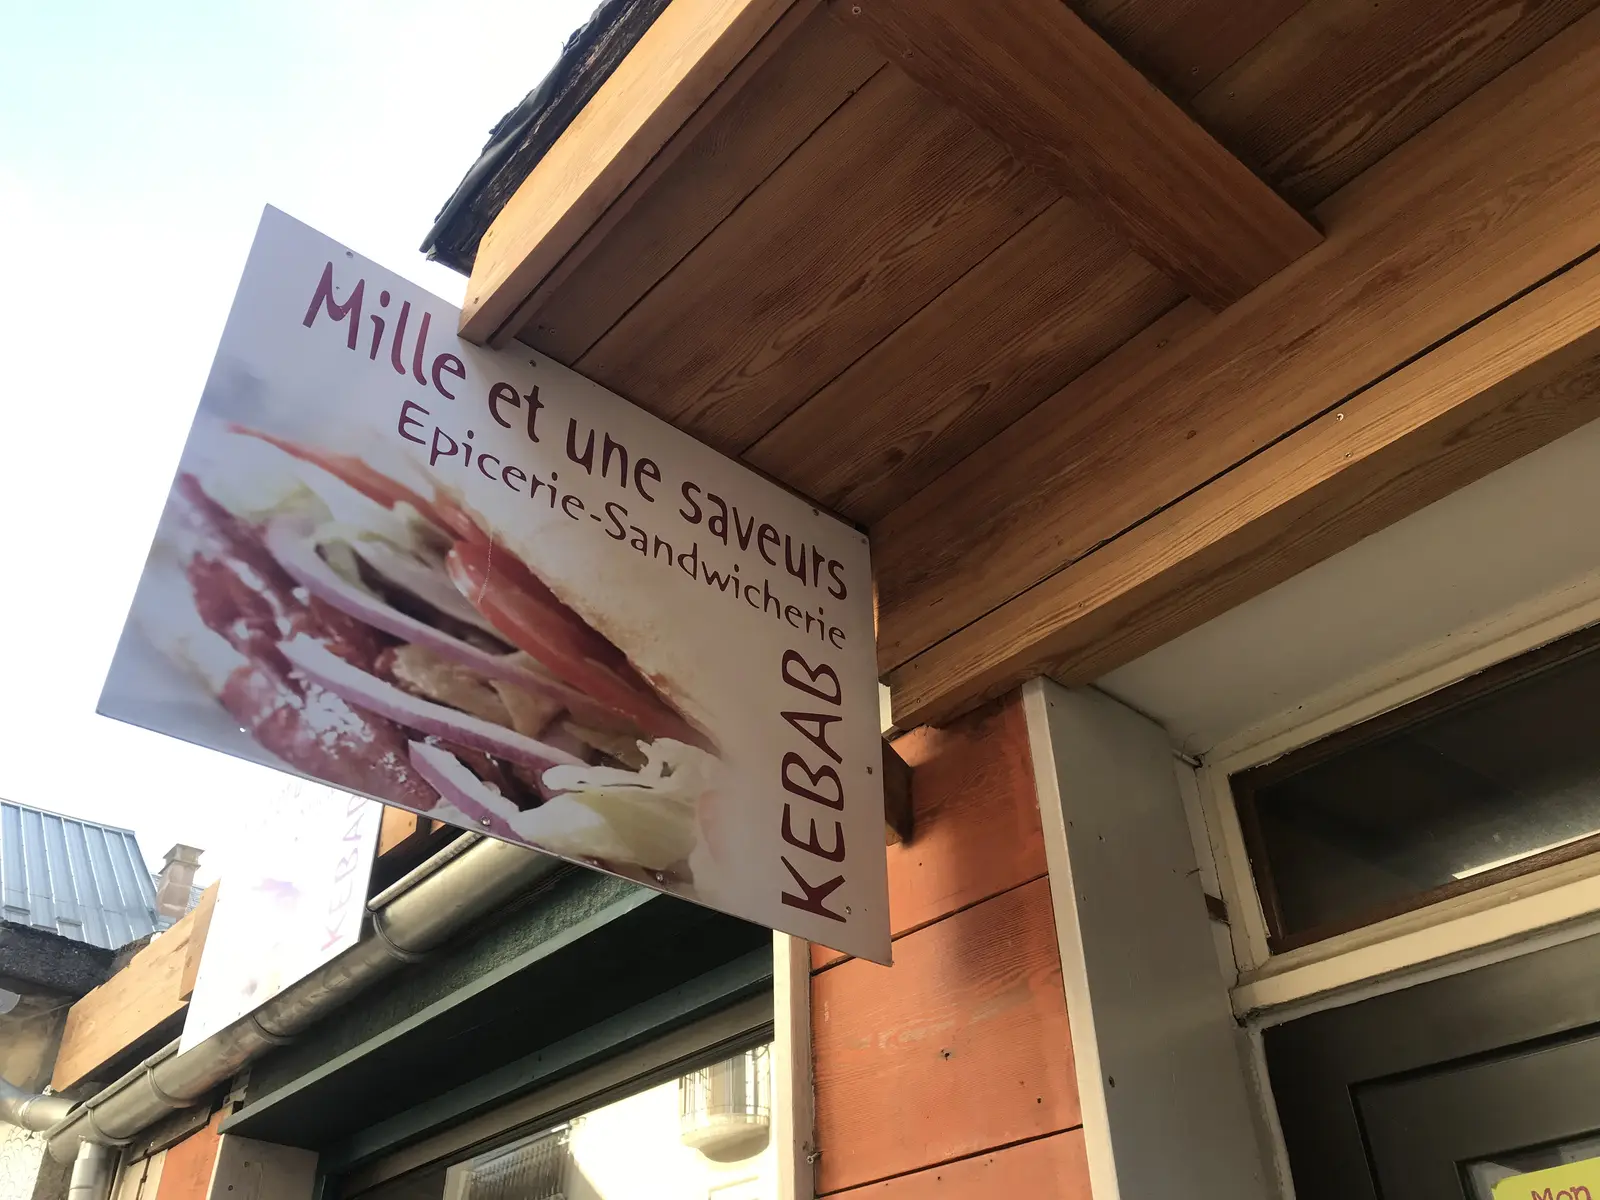 Mille et une saveurs
Epicerie-Sandwicherie
KEBAB
KEBAB
Mon